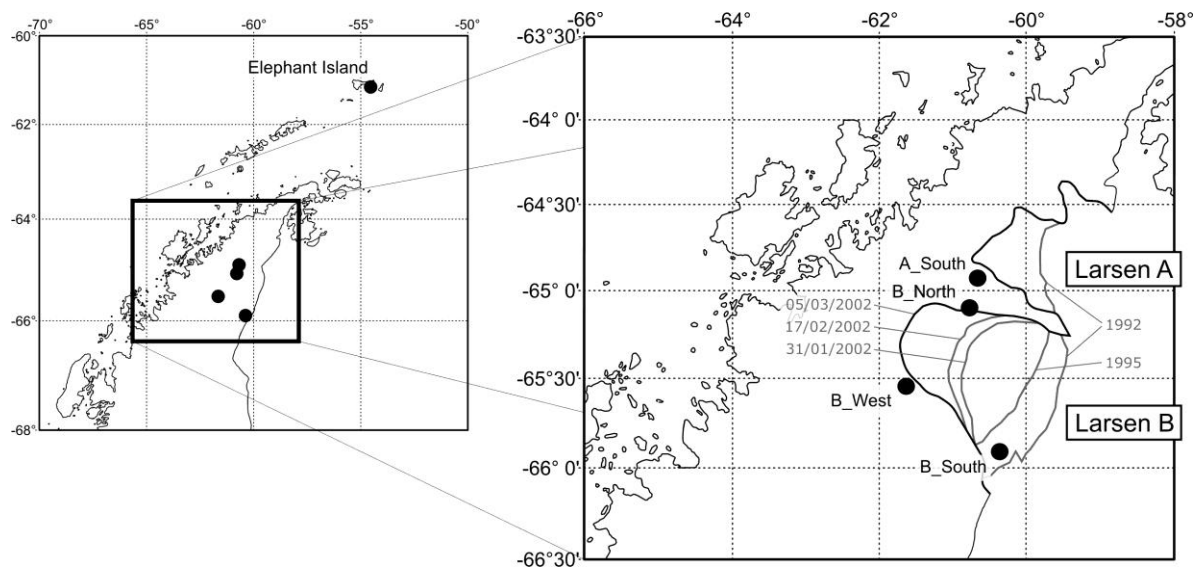 -70° -65° -60° -55° -50°
-60°
-62°
-64°
-66°
-68°
Elephant Island
-66° -64° -62° -60° -58°
-63°30'
-64° 0'
-64°30'
-65° 0'
-65°30'
-66° 0'
-66°30'
A_South
B_North
05/03/2002
17/02/2002
31/01/2002
B_West
B_South
Larsen A
1992
1995
Larsen B